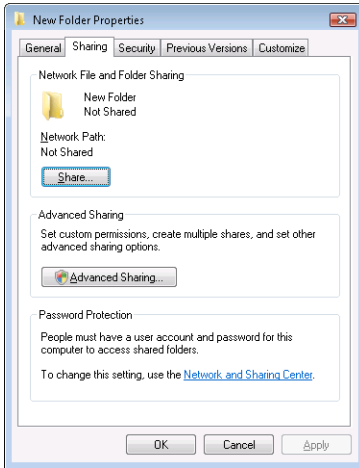 New Folder Properties
General Sharing Security Previous Versions Customize
Network File and Folder Sharing
New Folder
Not Shared
Network Path:
Not Shared
Share...
Advanced Sharing
Set custom permissions, create multiple shares, and set other
advanced sharing options.
Advanced Sharing...
Password Protection
People must have a user account and password for this
computer to access shared folders.
To change this setting, use the Network and Sharing Center.
OK Cancel Apply